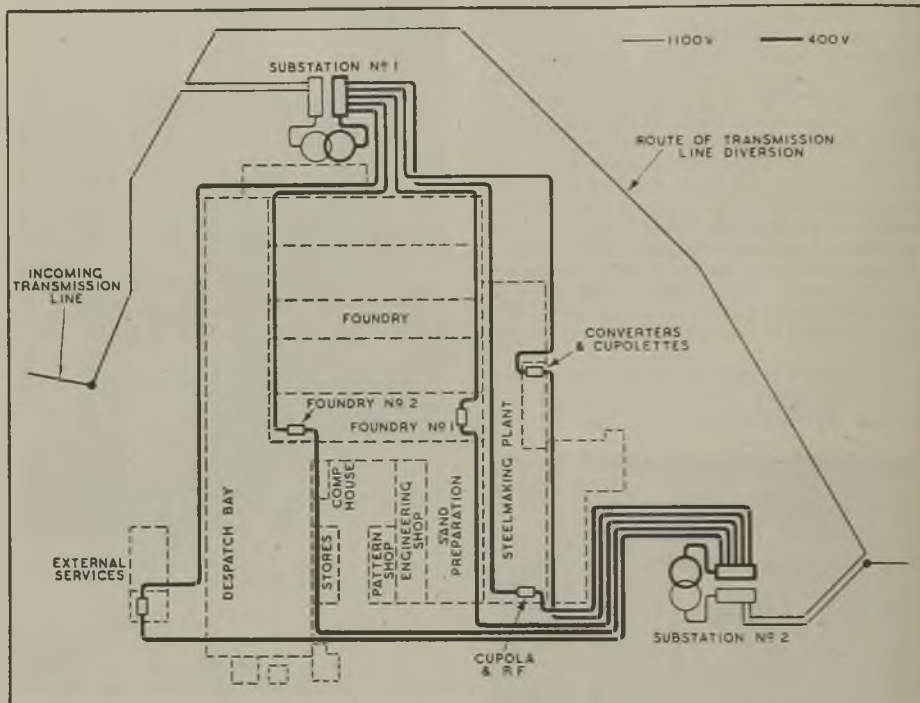 1100 V
400 V
SUBSTATION Nº 1
ROUTE OF TRANSMISSION
LINE DIVERSION
INCOMING
TRANSMISSION
LINE
FOUNDRY
CONVERTERS
& CUPOLETTES
FOUNDRY Nº 2
FOUNDRY Nº 1
STEELMAKING PLANT
COMP
HOUSE
DESPATCH BAY
STORES
PATTERN
SHOP
ENGINEERING
SHOP
SAND
PREPARATION
EXTERNAL
SERVICES
SUBSTATION Nº 2
CUPOLA
& R F